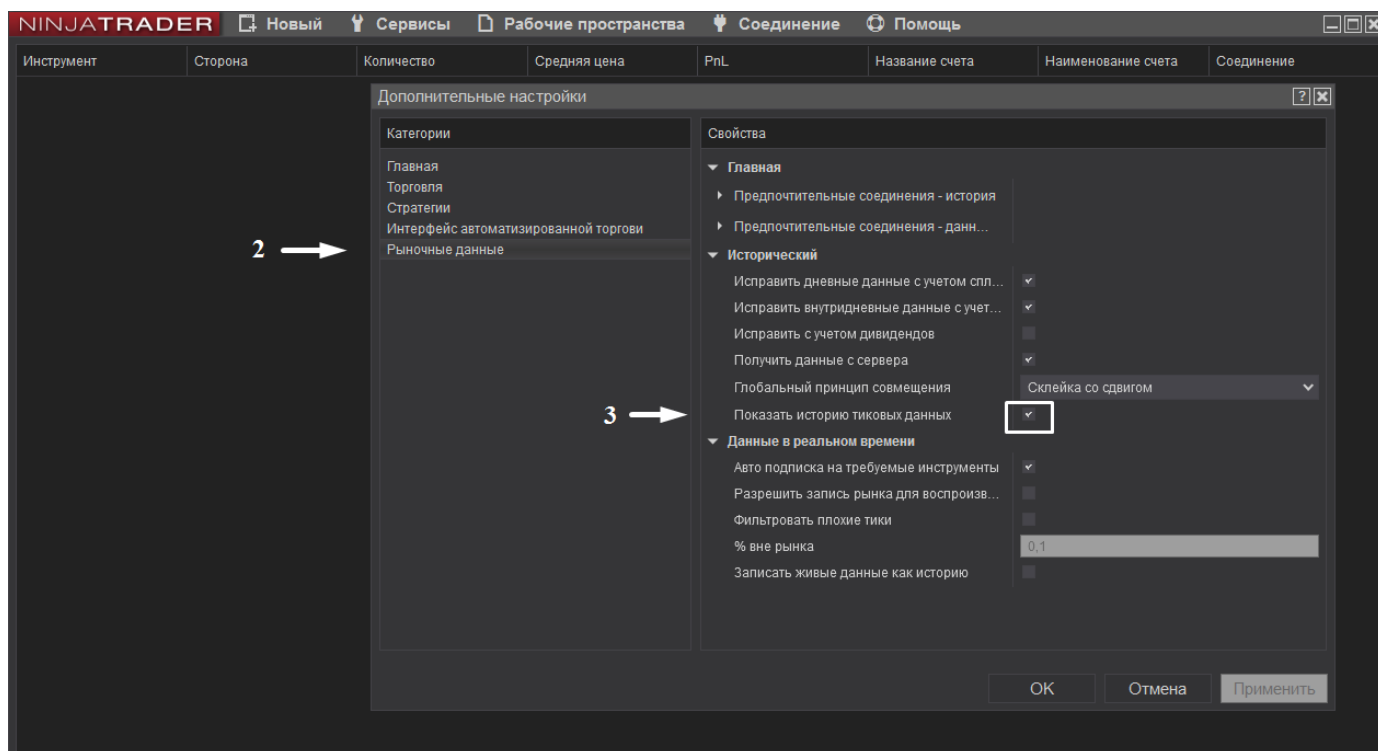 NINJATRADER Новый Сервисы Рабочие пространства Соединение Помощь
Инструмент Сторона Количество Средняя цена PnL Название счета Наименование счета Соединение
Дополнительные настройки
Категории
Главная
Торговля
Стратегии
Интерфейс автоматизированной торгови
2
Рыночные данные
Свойства
Главная
Предпочтительные соединения - история
Предпочтительные соединения - данн...
Исторический
Исправить дневные данные с учетом спл...
Исправить внутридневные данные с учет...
Исправить с учетом дивидендов
Получить данные с сервера
Глобальный принцип совмещения Склейка со сдвигом
3 Показать историю тиковых данных
Данные в реальном времени
Авто подписка на требуемые инструменты
Разрешить запись рынка для воспроизв...
Фильтровать плохие тики
% вне рынка 0,1
Записать живые данные как историю
OK Отмена Применить